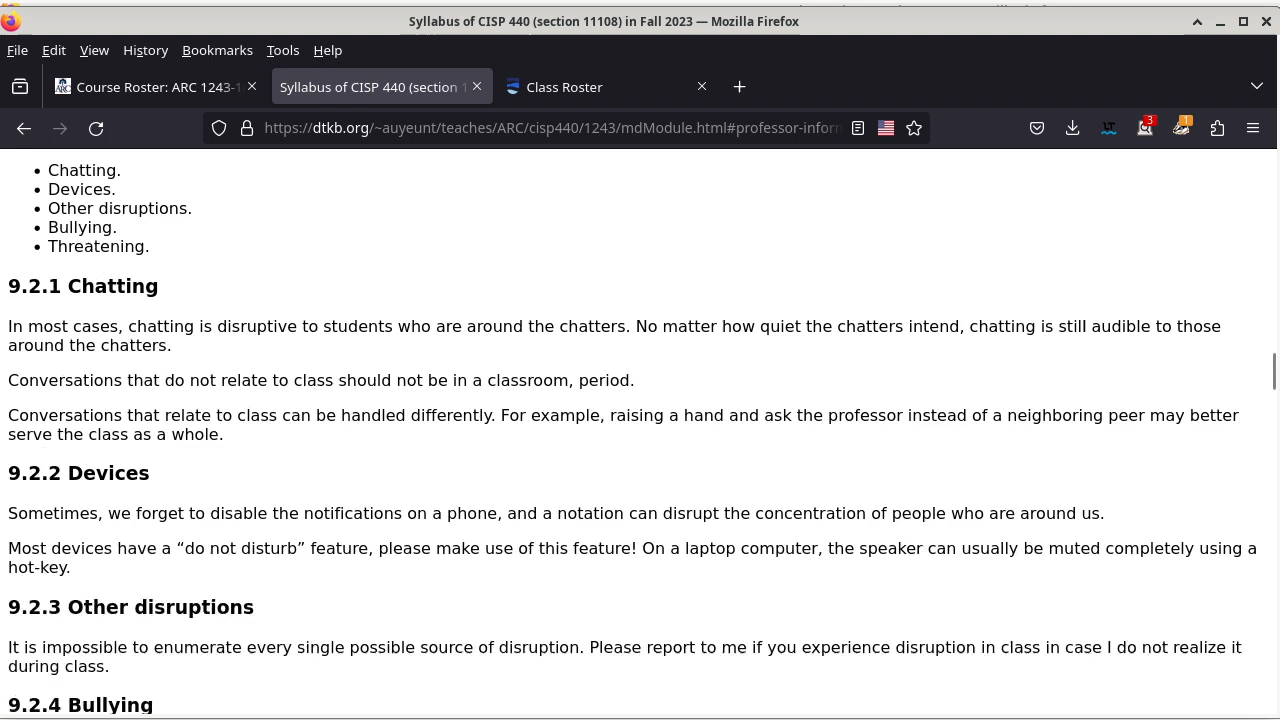 Syllabus of CISP 440 (section 11108) in Fall 2023 — Mozilla Firefox
File Edit View History Bookmarks Tools Help
Course Roster: ARC 1243-1
Syllabus of CISP 440 (section 1
Class Roster
https://dtkb.org/~auyeunt/teaches/ARC/cisp440/1243/mdModule.html#professor-inforn
3
1
• Chatting.
• Devices.
• Other disruptions.
• Bullying.
• Threatening.
9.2.1 Chatting
In most cases, chatting is disruptive to students who are around the chatters. No matter how quiet the chatters intend, chatting is still audible to those
around the chatters.
Conversations that do not relate to class should not be in a classroom, period.
Conversations that relate to class can be handled differently. For example, raising a hand and ask the professor instead of a neighboring peer may better
serve the class as a whole.
9.2.2 Devices
Sometimes, we forget to disable the notifications on a phone, and a notation can disrupt the concentration of people who are around us.
Most devices have a “do not disturb” feature, please make use of this feature! On a laptop computer, the speaker can usually be muted completely using a
hot-key.
9.2.3 Other disruptions
It is impossible to enumerate every single possible source of disruption. Please report to me if you experience disruption in class in case I do not realize it
during class.
9.2.4 Bullying